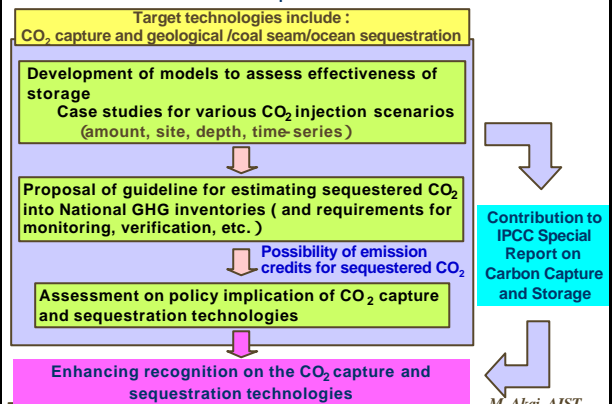 Target technologies include :
CO2 capture and geological /coal seam/ocean sequestration
Development of models to assess effectiveness of
storage
Case studies for various CO2 injection scenarios
(amount, site, depth, time-series )
Proposal of guideline for estimating sequestered CO2
into National GHG inventories ( and requirements for
monitoring, verification, etc. )
Possibility of emission
credits for sequestered CO2
Assessment on policy implication of CO2 capture
and sequestration technologies
Contribution to
IPCC Special
Report on
Carbon Capture
and Storage
Enhancing recognition on the CO2 capture and
sequestration technologies
M. Akai, AIST